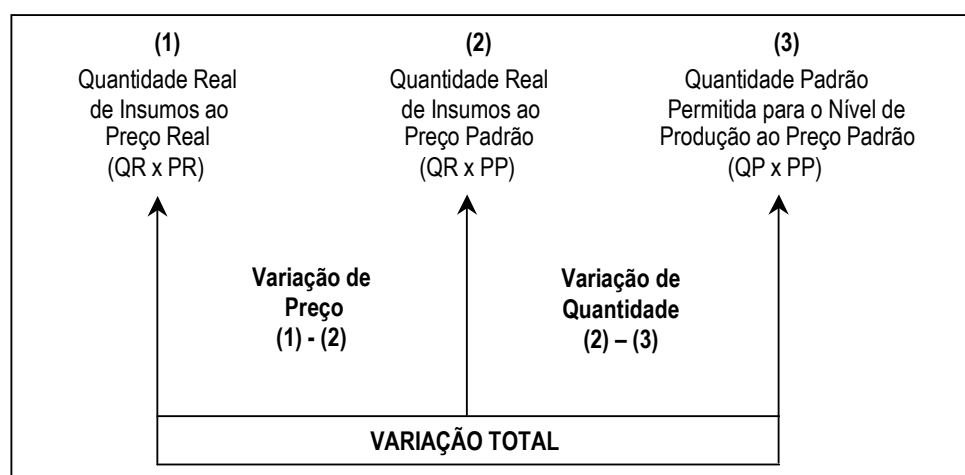 (1)
Quantidade Real
de Insumos ao
Preço Real
(QR x PR)
(2)
Quantidade Real
de Insumos ao
Preço Padrão
(QR x PP)
(3)
Quantidade Padrão
Permitida para o Nível de
Produção ao Preço Padrão
(QP x PP)
Variação de
Preço
(1) - (2)
Variação de
Quantidade
(2) – (3)
VARIAÇÃO TOTAL